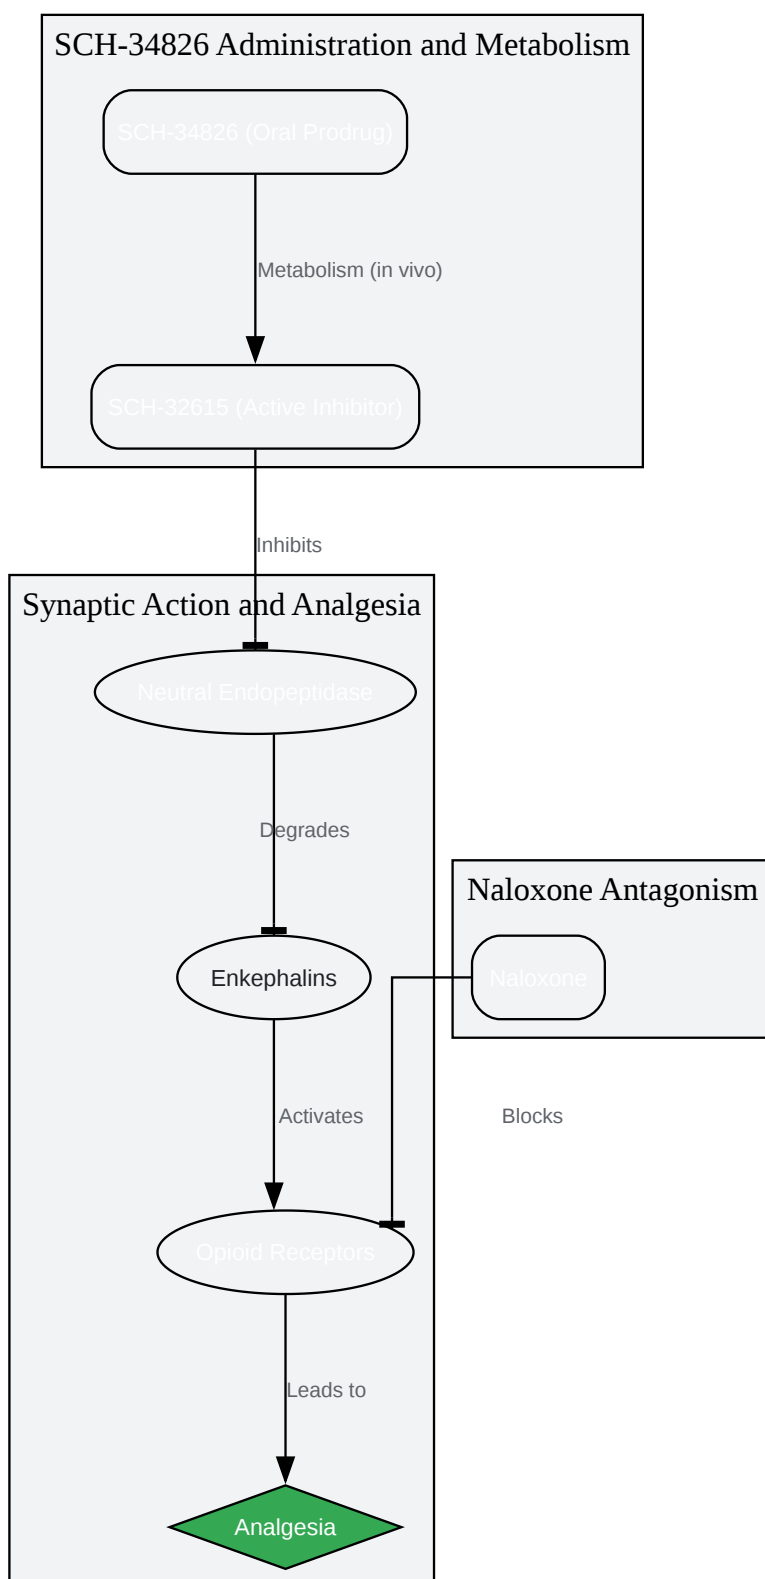 SCH-34826 Administration and Metabolism
SCH-34826 (Oral Prodrug)
Metabolism (in vivo)
SCH-32615 (Active Inhibitor)
Inhibits
Synaptic Action and Analgesia
Neutral Endopeptidase
Degrades
Naloxone Antagonism
Enkephalins
Naloxone
Activates
Blocks
Opioid Receptors
Leads to
Analgesia